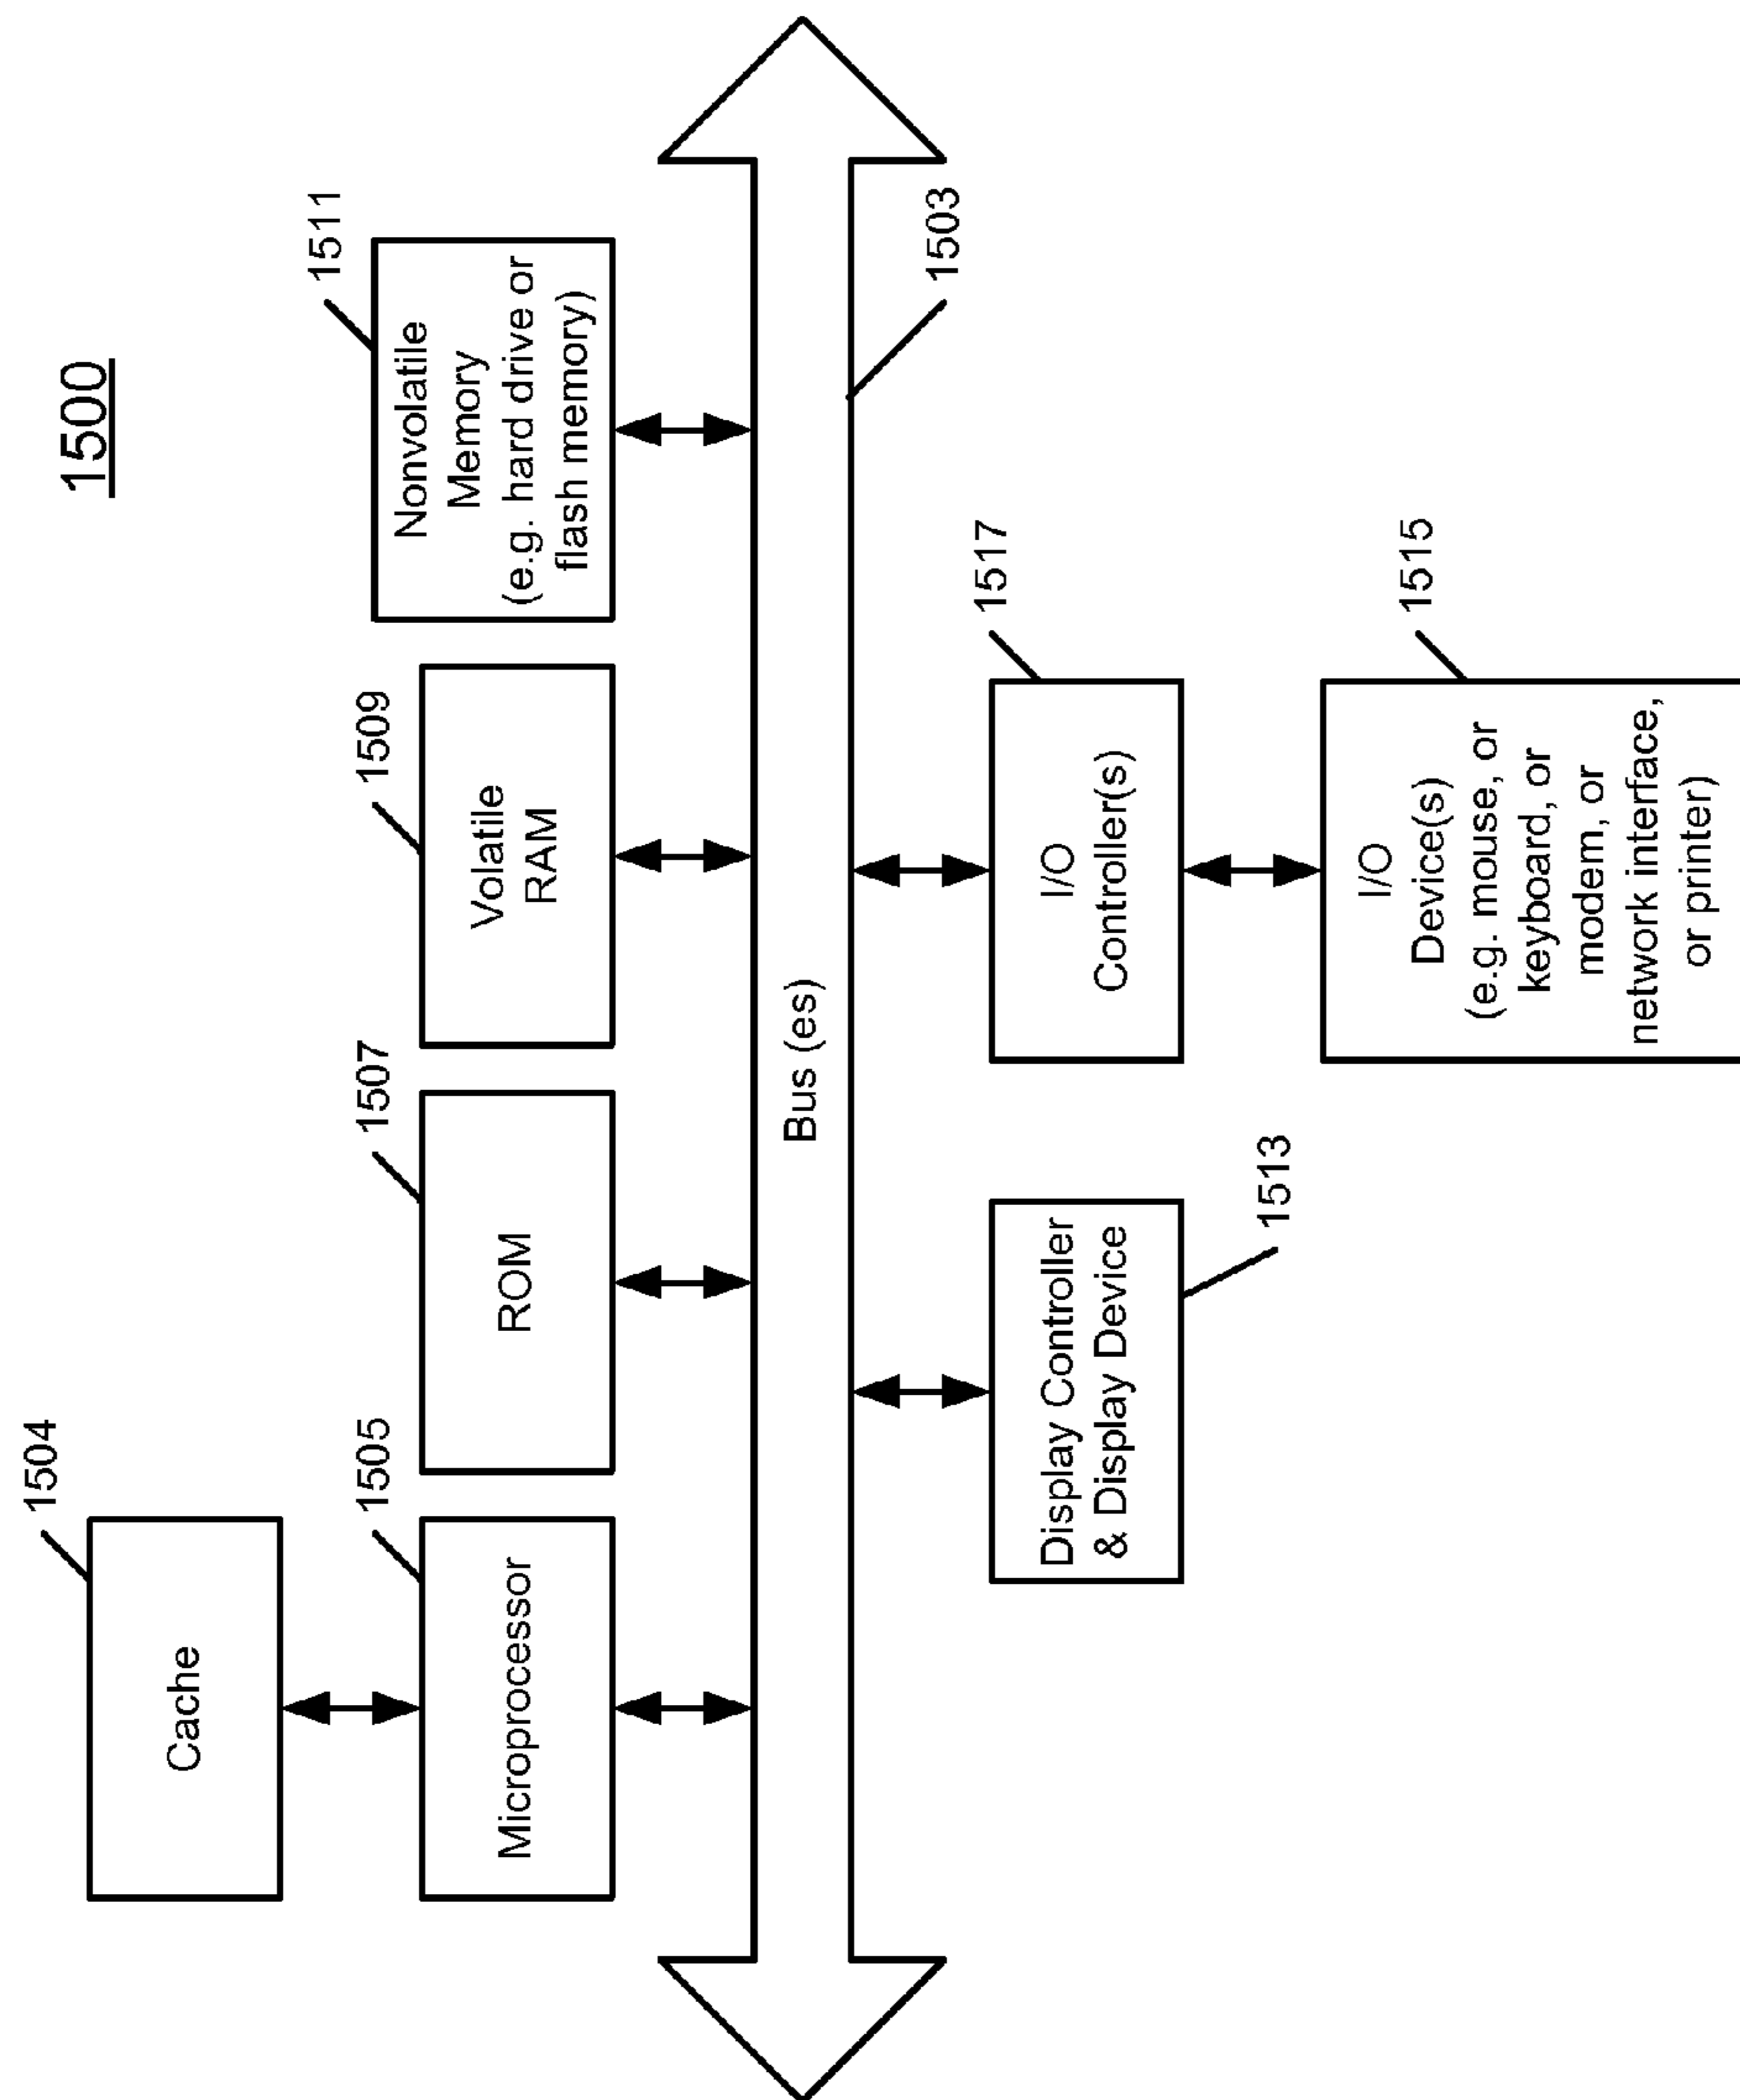 1500
1504
Cache
1505
Microprocessor
1507
ROM
1509
Volatile
RAM
1511
Nonvolatile
Memory
(e.g. hard drive or
flash memory)
Bus (es)
1503
Display Controller
& Display Device
1513
1517
I/O
Controller(s)
1515
I/O
Device(s)
(e.g. mouse, or
keyboard, or
modem, or
network interface,
or printer)